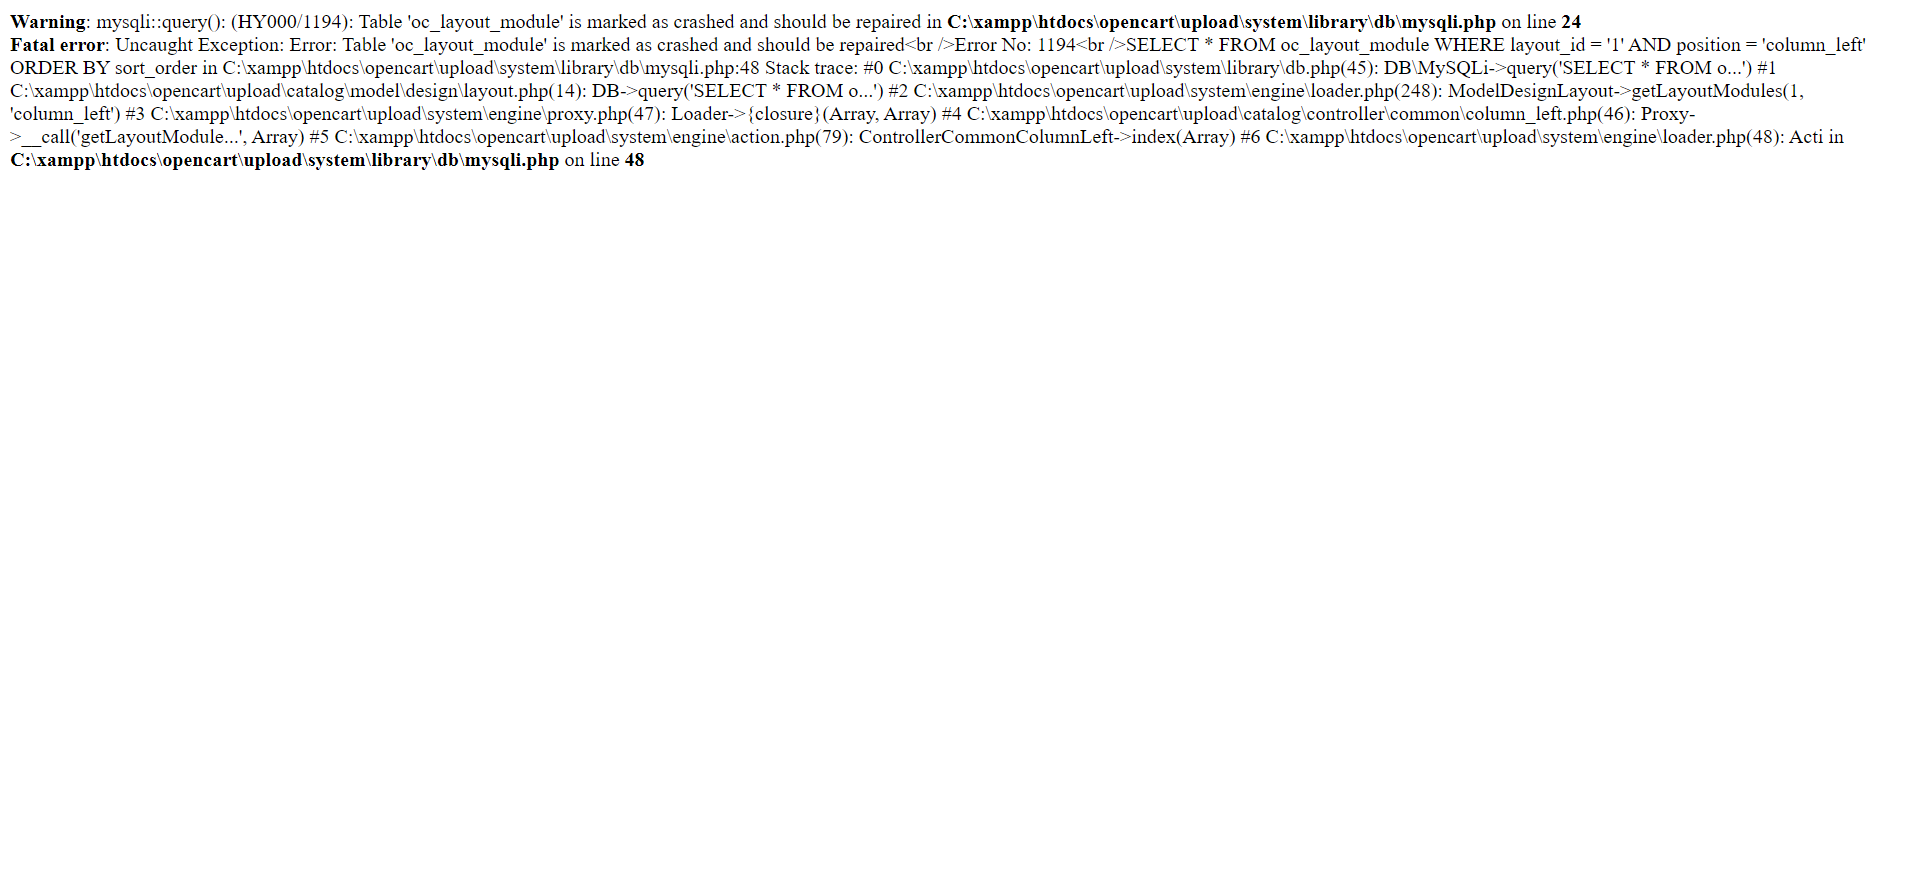 Warning: mysqli::query(): (HY000/1194): Table 'oc_layout_module' is marked as crashed and should be repaired in C:\xampp\htdocs\opencart\upload\system\library\db\mysqli.php on line 24
Fatal error: Uncaught Exception: Error: Table 'oc_layout_module' is marked as crashed and should be repaired<br />Error No: 1194<br />SELECT * FROM oc_layout_module WHERE layout_id = '1' AND position = 'column_left'
ORDER BY sort_order in C:\xampp\htdocs\opencart\upload\system\library\db\mysqli.php:48 Stack trace: #0 C:\xampp\htdocs\opencart\upload\system\library\db.php(45): DB\MySQLi->query('SELECT * FROM o...') #1
C:\xampp\htdocs\opencart\upload\catalog\model\design\layout.php(14): DB->query('SELECT * FROM o...') #2 C:\xampp\htdocs\opencart\upload\system\engine\loader.php(248): ModelDesignLayout->getLayoutModules(1,
'column_left') #3 C:\xampp\htdocs\opencart\upload\system\engine\proxy.php(47): Loader->{closure}(Array, Array) #4 C:\xampp\htdocs\opencart\upload\catalog\controller\common\column_left.php(46): Proxy-
>__call('getLayoutModule...', Array) #5 C:\xampp\htdocs\opencart\upload\system\engine\action.php(79): ControllerCommonColumnLeft->index(Array) #6 C:\xampp\htdocs\opencart\upload\system\engine\loader.php(48): Acti in
C:\xampp\htdocs\opencart\upload\system\library\db\mysqli.php on line 48